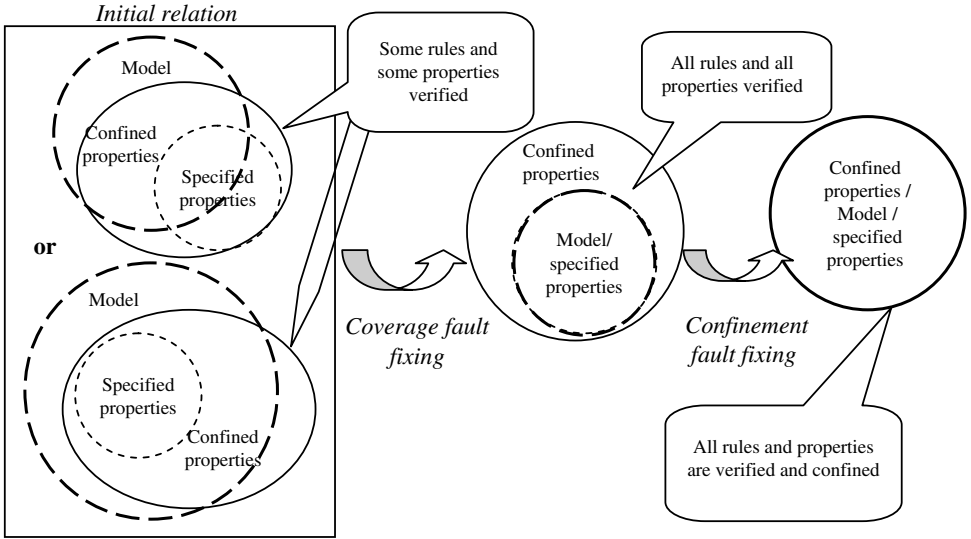 Initial relation
Model
Confined
properties
Specified
properties
or
Model
Specified
properties
Confined
properties
Some rules and
some properties
verified
Coverage fault
fixing
Confined
properties
Model/
specified
properties
All rules and all
properties verified
Confinement
fault fixing
Confined
properties /
Model /
specified
properties
All rules and properties
are verified and confined